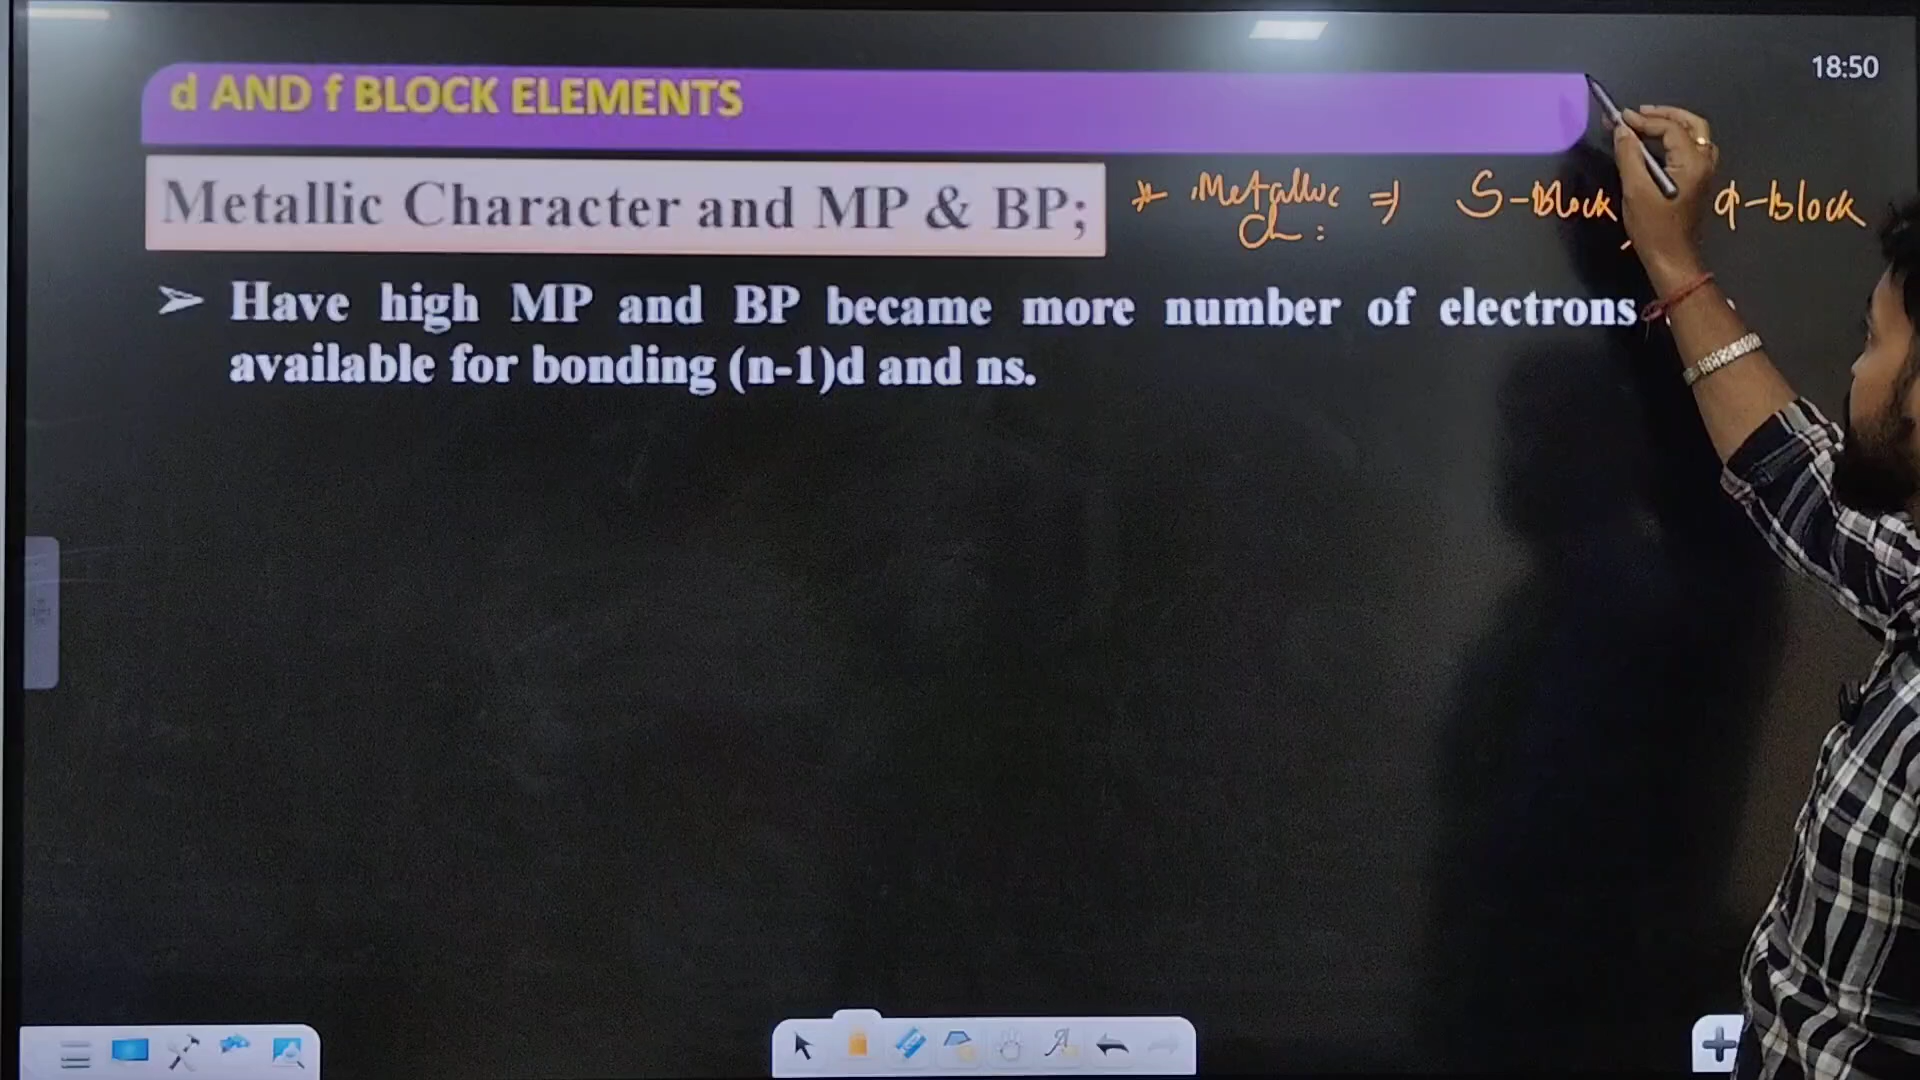 18:50
d AND f BLOCK ELEMENTS
Metallic Character and MP & BP;
Metallic ⇒ S-Block, d-Block
Ch:
➢ Have high MP and BP became more number of electrons
available for bonding (n-1)d and ns.